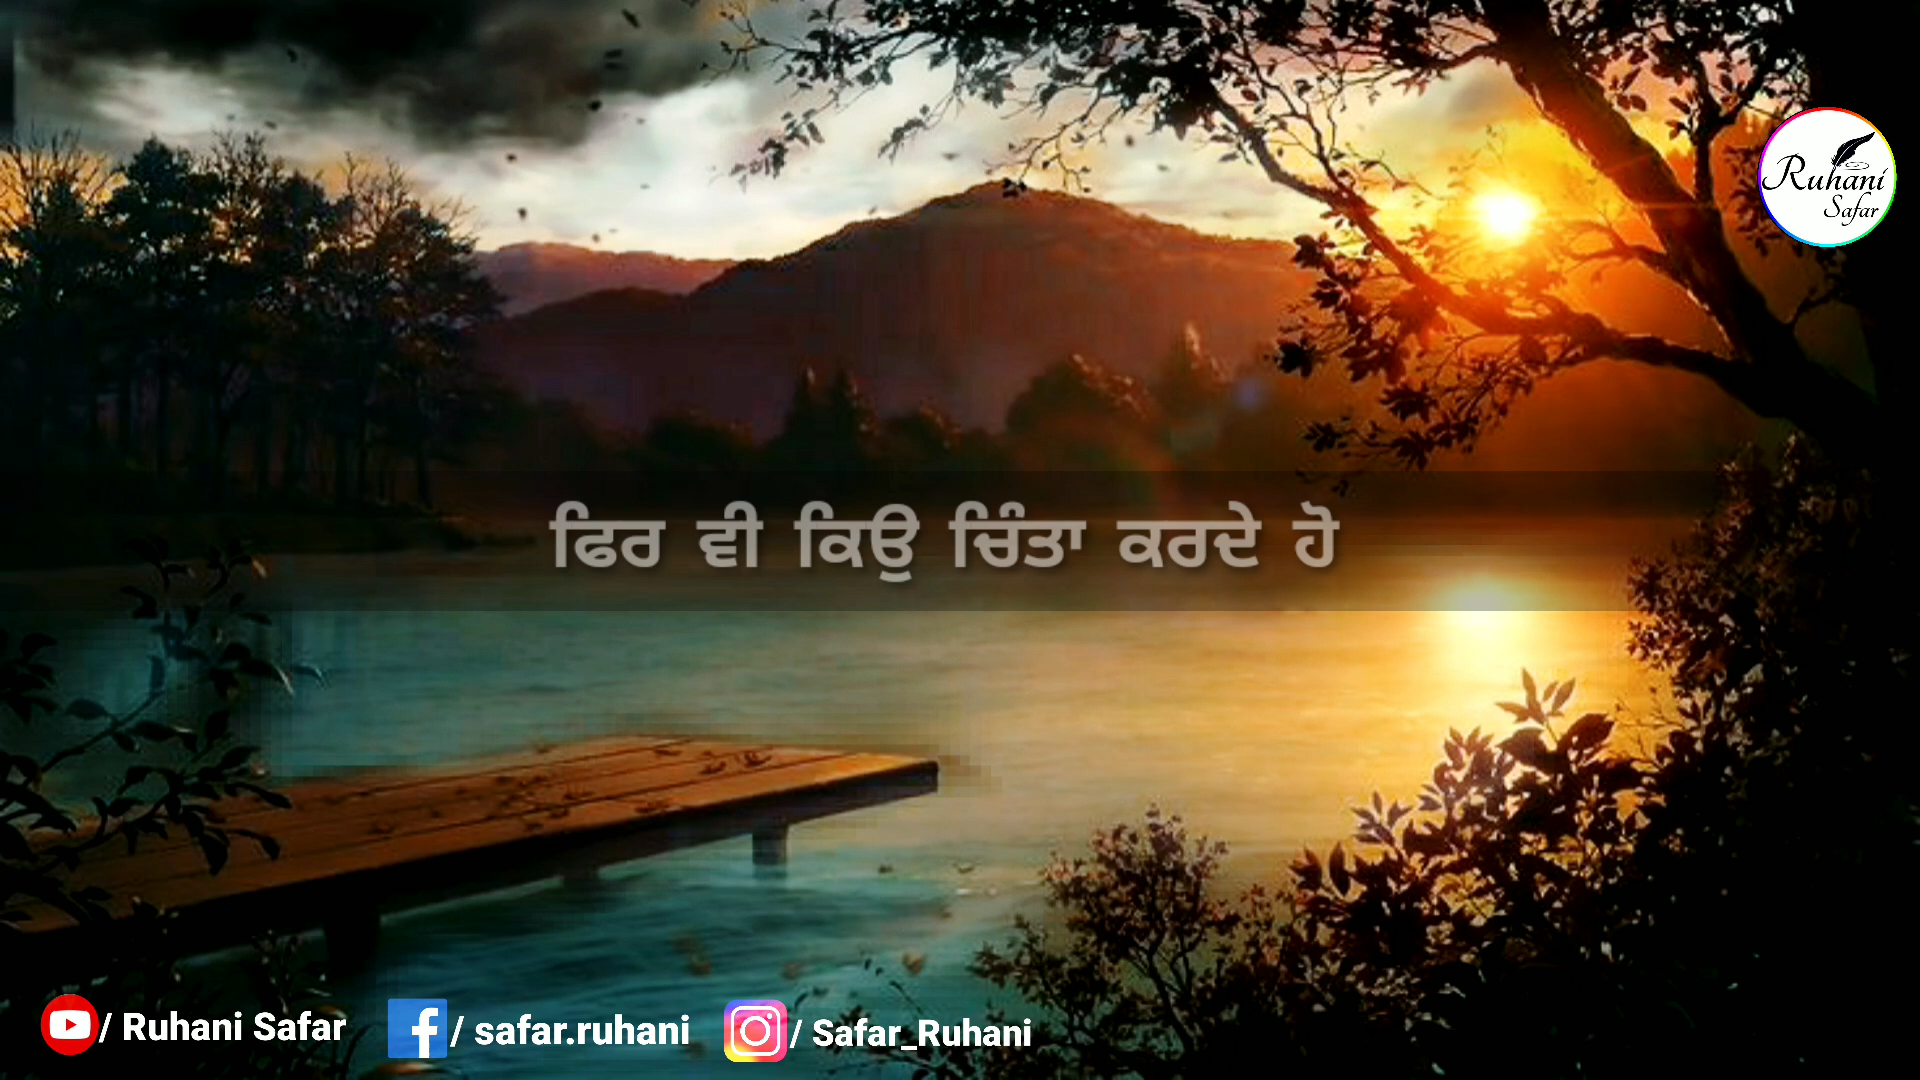 Ruhani
Safar
ਫਿਰ ਵੀ ਕਿਉ ਚਿੰਤਾ ਕਰਦੇ ਹੋ
/ Ruhani Safar
/ safar.ruhani
/ Safar_Ruhani